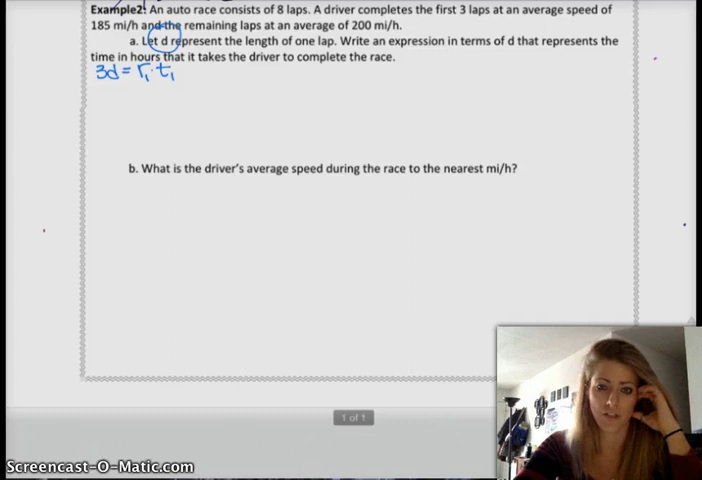 Example2: An auto race consists of 8 laps. A driver completes the first 3 laps at an average speed of
185 mi/h and the remaining laps at an average of 200 mi/h.
a. Let d represent the length of one lap. Write an expression in terms of d that represents the
time in hours that it takes the driver to complete the race.
3d = r₁·t₁
b. What is the driver's average speed during the race to the nearest mi/h?
1 of 1
Screencast-O-Matic.com